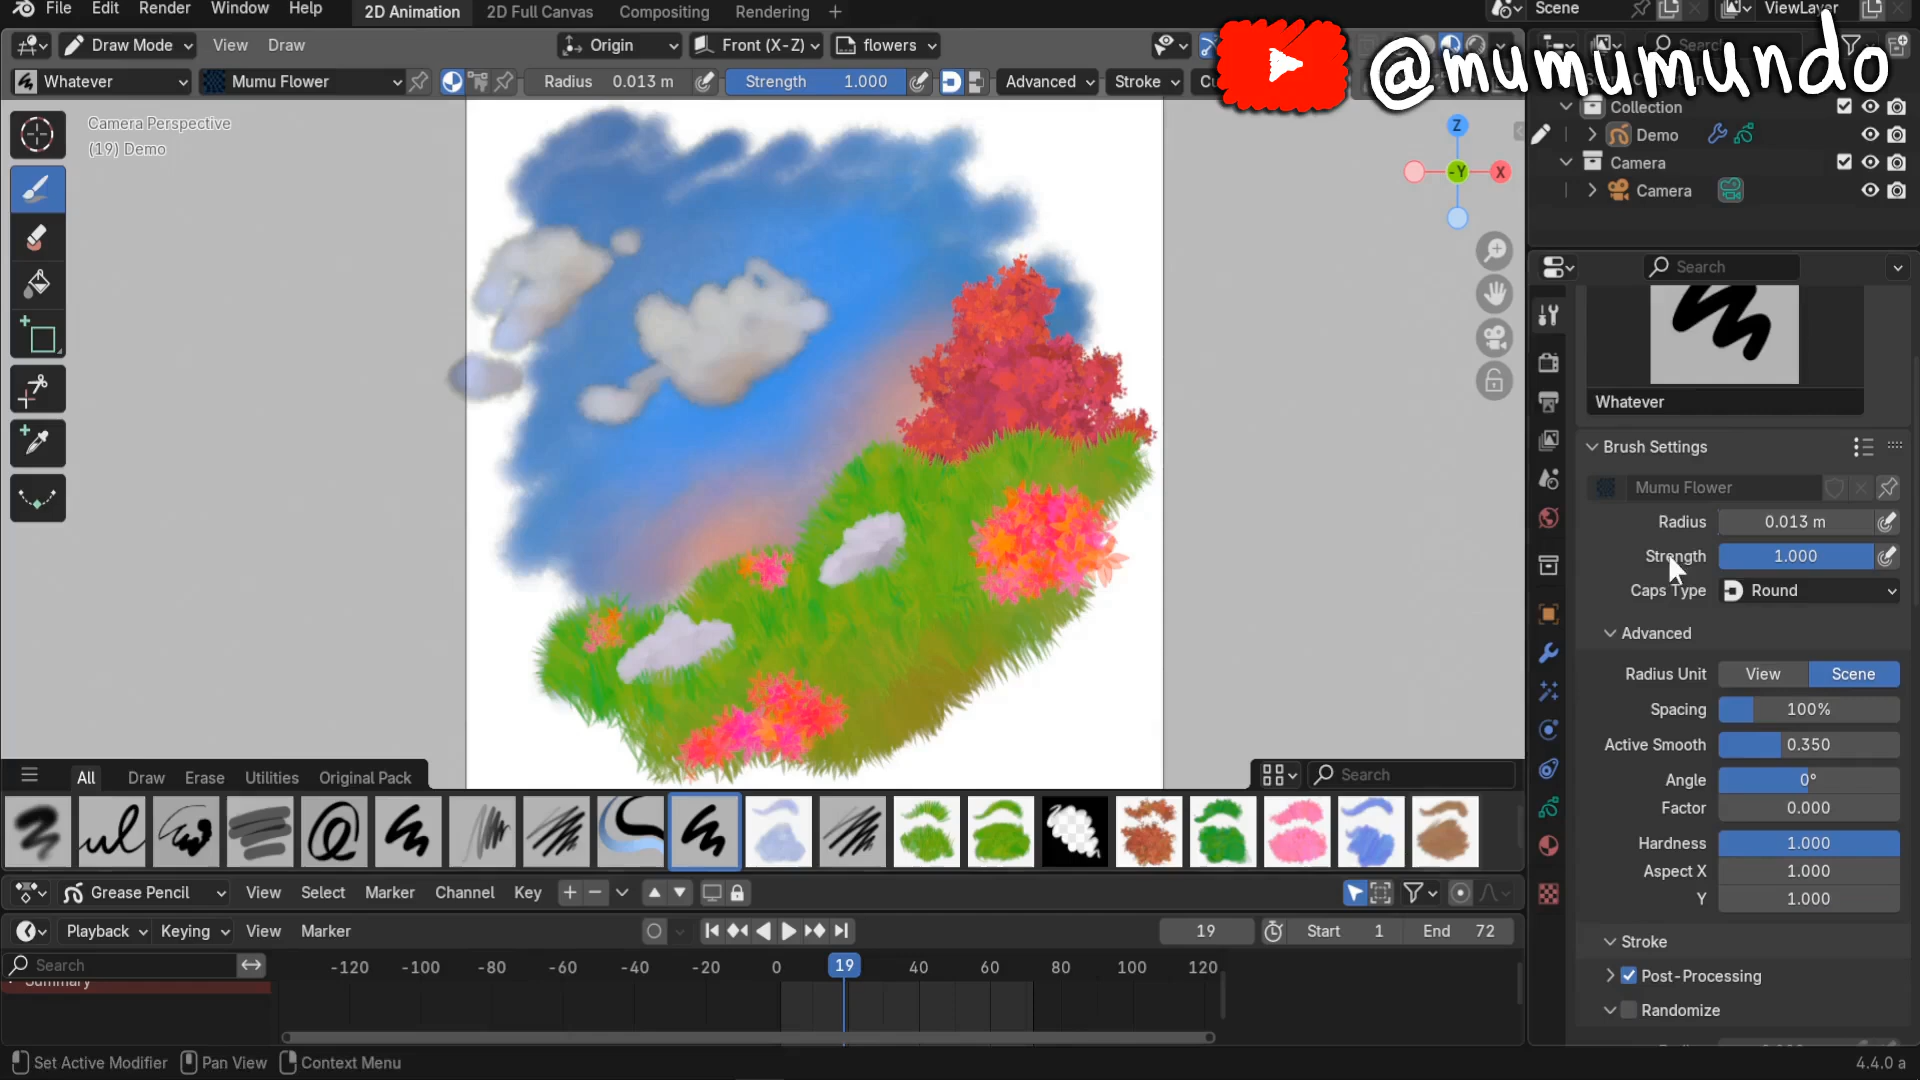 File Edit Render Window Help 2D Animation 2D Full Canvas Compositing Rendering + Scene ViewLayer
Draw Mode View Draw Origin Front (X-Z) flowers
@mumumundo
Whatever Mumu Flower Radius 0.013 m Strength 1.000 Advanced Stroke
Camera Perspective
(19) Demo
Z
-Y X
Collection
Demo
Camera
Camera
Search
Whatever
Brush Settings
Mumu Flower
Radius 0.013 m
Strength 1.000
Caps Type Round
Advanced
Radius Unit View Scene
Spacing 100%
Active Smooth 0.350
Angle 0°
Factor 0.000
Hardness 1.000
Aspect X 1.000
Y 1.000
Stroke
Post-Processing
Randomize
All Draw Erase Utilities Original Pack Search
Grease Pencil View Select Marker Channel Key
Playback Keying View Marker 19 Start 1 End 72
Search -120 -100 -80 -60 -40 -20 0 19 40 60 80 100 120
Summary
Set Active Modifier Pan View Context Menu 4.4.0 a